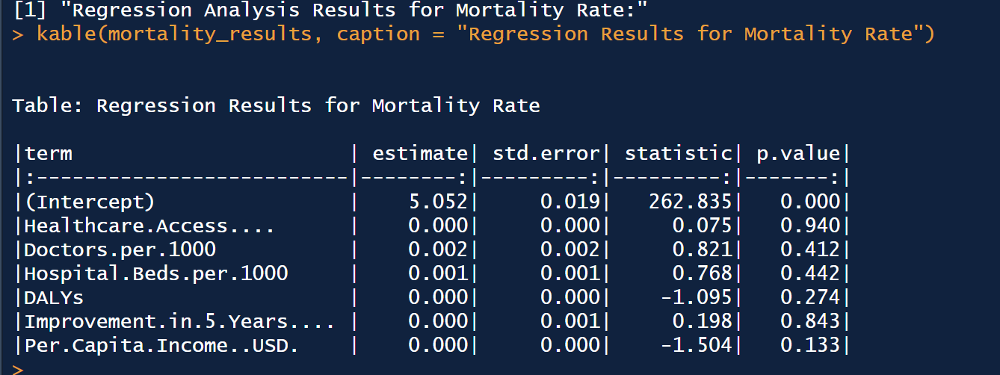 [1] "Regression Analysis Results for Mortality Rate:"
> kable(mortality_results, caption = "Regression Results for Mortality Rate")
Table: Regression Results for Mortality Rate
|term                       | estimate| std.error| statistic| p.value|
|:--------------------------|--------:|---------:|---------:|-------:|
|(Intercept)                |    5.052|     0.019|   262.835|   0.000|
|Healthcare.Access....      |    0.000|     0.000|     0.075|   0.940|
|Doctors.per.1000           |    0.002|     0.002|     0.821|   0.412|
|Hospital.Beds.per.1000     |    0.001|     0.001|     0.768|   0.442|
|DALYs                      |    0.000|     0.000|    -1.095|   0.274|
|Improvement.in.5.Years.... |    0.000|     0.001|     0.198|   0.843|
|Per.Capita.Income..USD.    |    0.000|     0.000|    -1.504|   0.133|
>